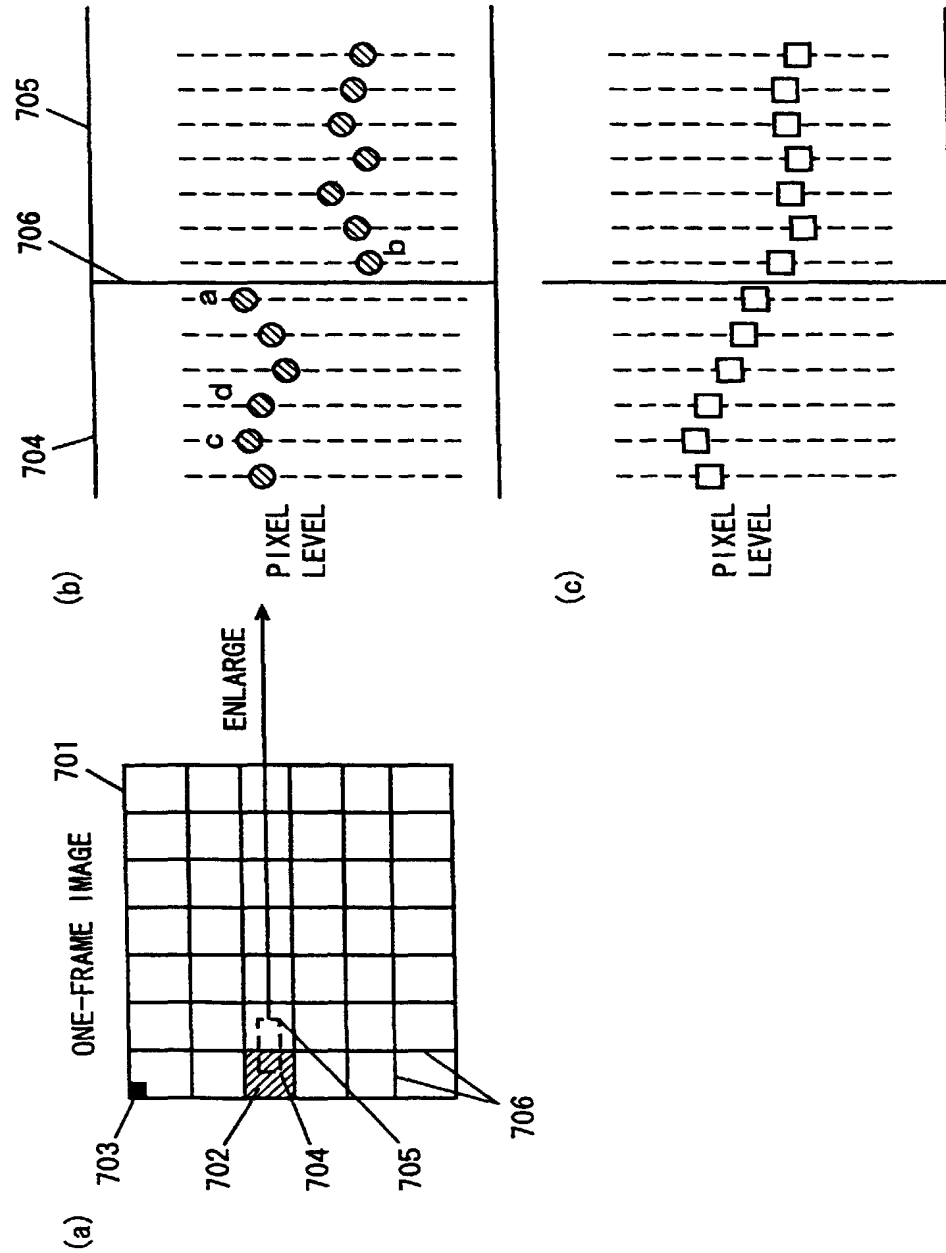 (a)
ONE-FRAME IMAGE
701
703
702
704
705
706
ENLARGE
(b)
704
706
705
PIXEL
LEVEL
c
d
a
b
(c)
PIXEL
LEVEL